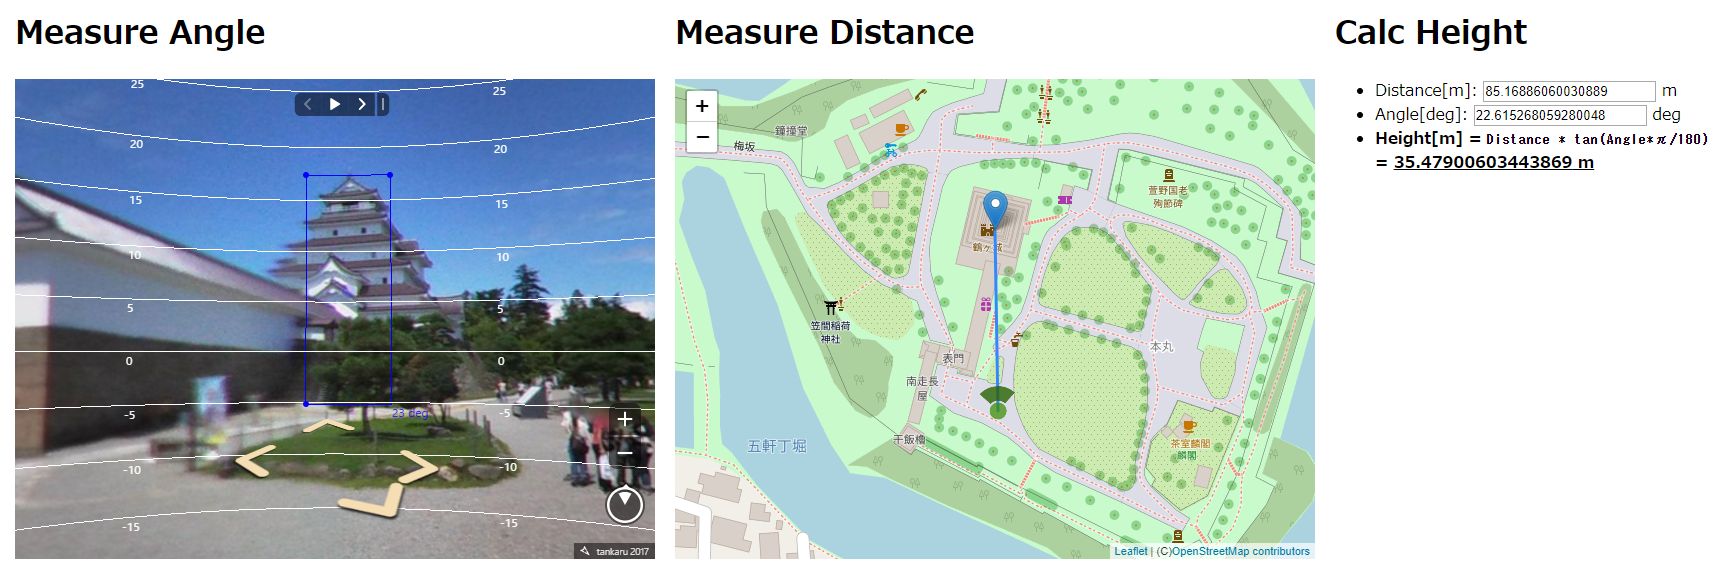 Measure Angle
25
25
20
20
15
15
10
10
5
5
0
0
-5
-5
23 deg
-10
-10
-15
-15
+
−
tankaru 2017
Measure Distance
+
−
鐘撞堂
梅坂
萱野国老
殉節碑
鶴ヶ城
笠間稲荷
神社
表門
本丸
南走長
屋
干飯櫓
五軒丁堀
茶室麟閣
麟閣
Leaflet | (C)OpenStreetMap contributors
Calc Height
Distance[m]: 85.16886060030889 m
Angle[deg]: 22.615268059280048 deg
Height[m] = Distance * tan(Angle*π/180)
= 35.47900603443869 m